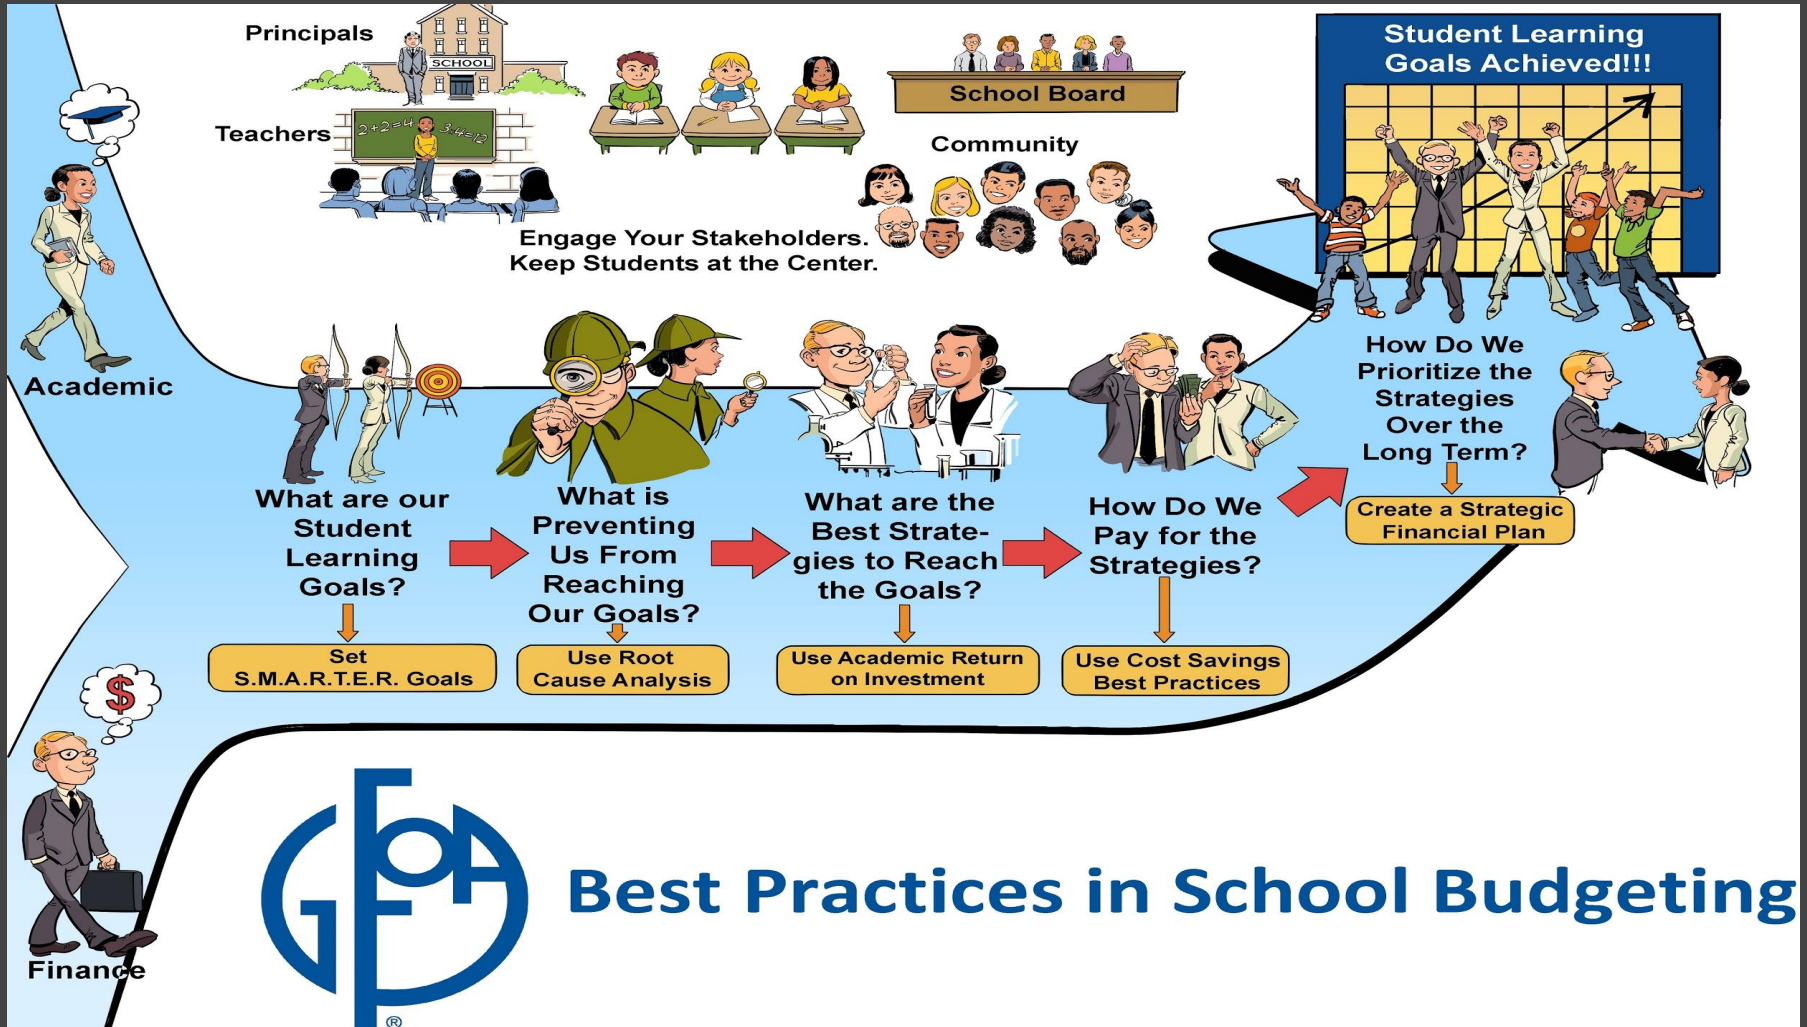 Principals
SCHOOL
Teachers
2+2=4
3·4=12
School Board
Community
Engage Your Stakeholders.
Keep Students at the Center.
Student Learning
Goals Achieved!!!
Academic
What are our
Student
Learning
Goals?
Set
S.M.A.R.T.E.R. Goals
What is
Preventing
Us From
Reaching
Our Goals?
Use Root
Cause Analysis
What are the
Best Strate-
gies to Reach
the Goals?
Use Academic Return
on Investment
How Do We
Pay for the
Strategies?
Use Cost Savings
Best Practices
How Do We
Prioritize the
Strategies
Over the
Long Term?
Create a Strategic
Financial Plan
$
Finance
GFOA
®
Best Practices in School Budgeting